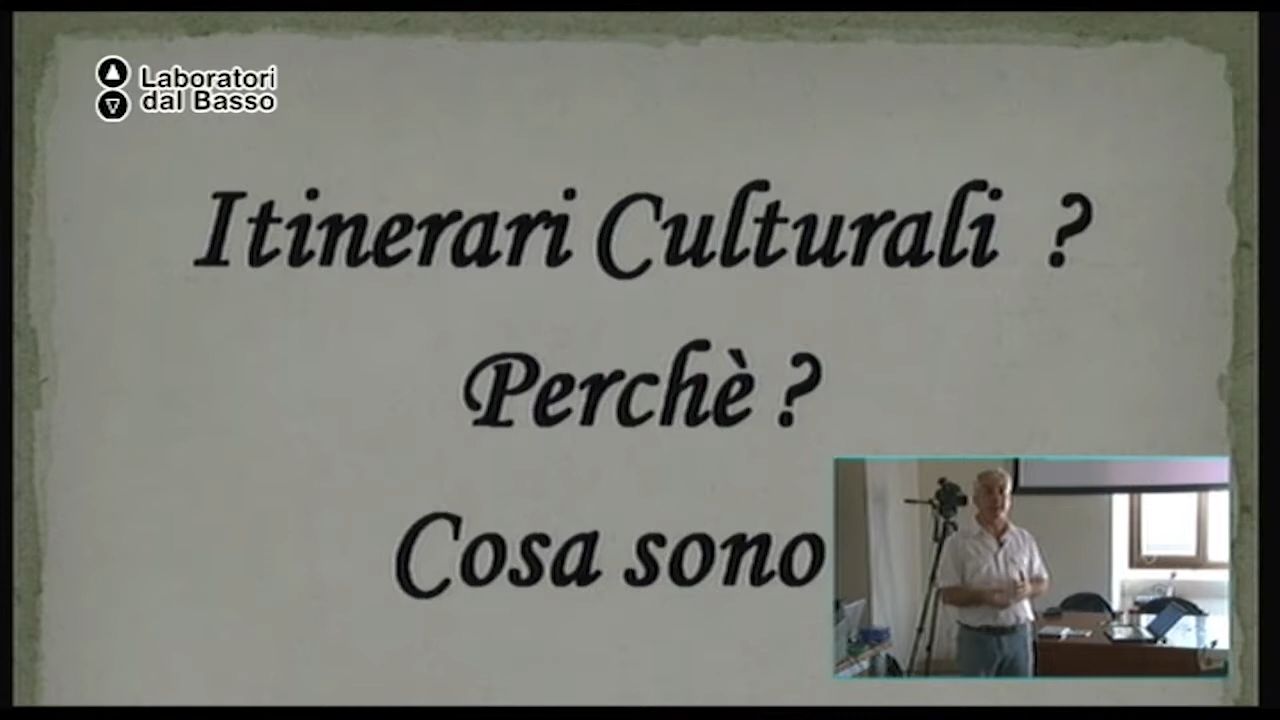 Laboratori
dal Basso
Itinerari Culturali ?
Perchè ?
Cosa sono